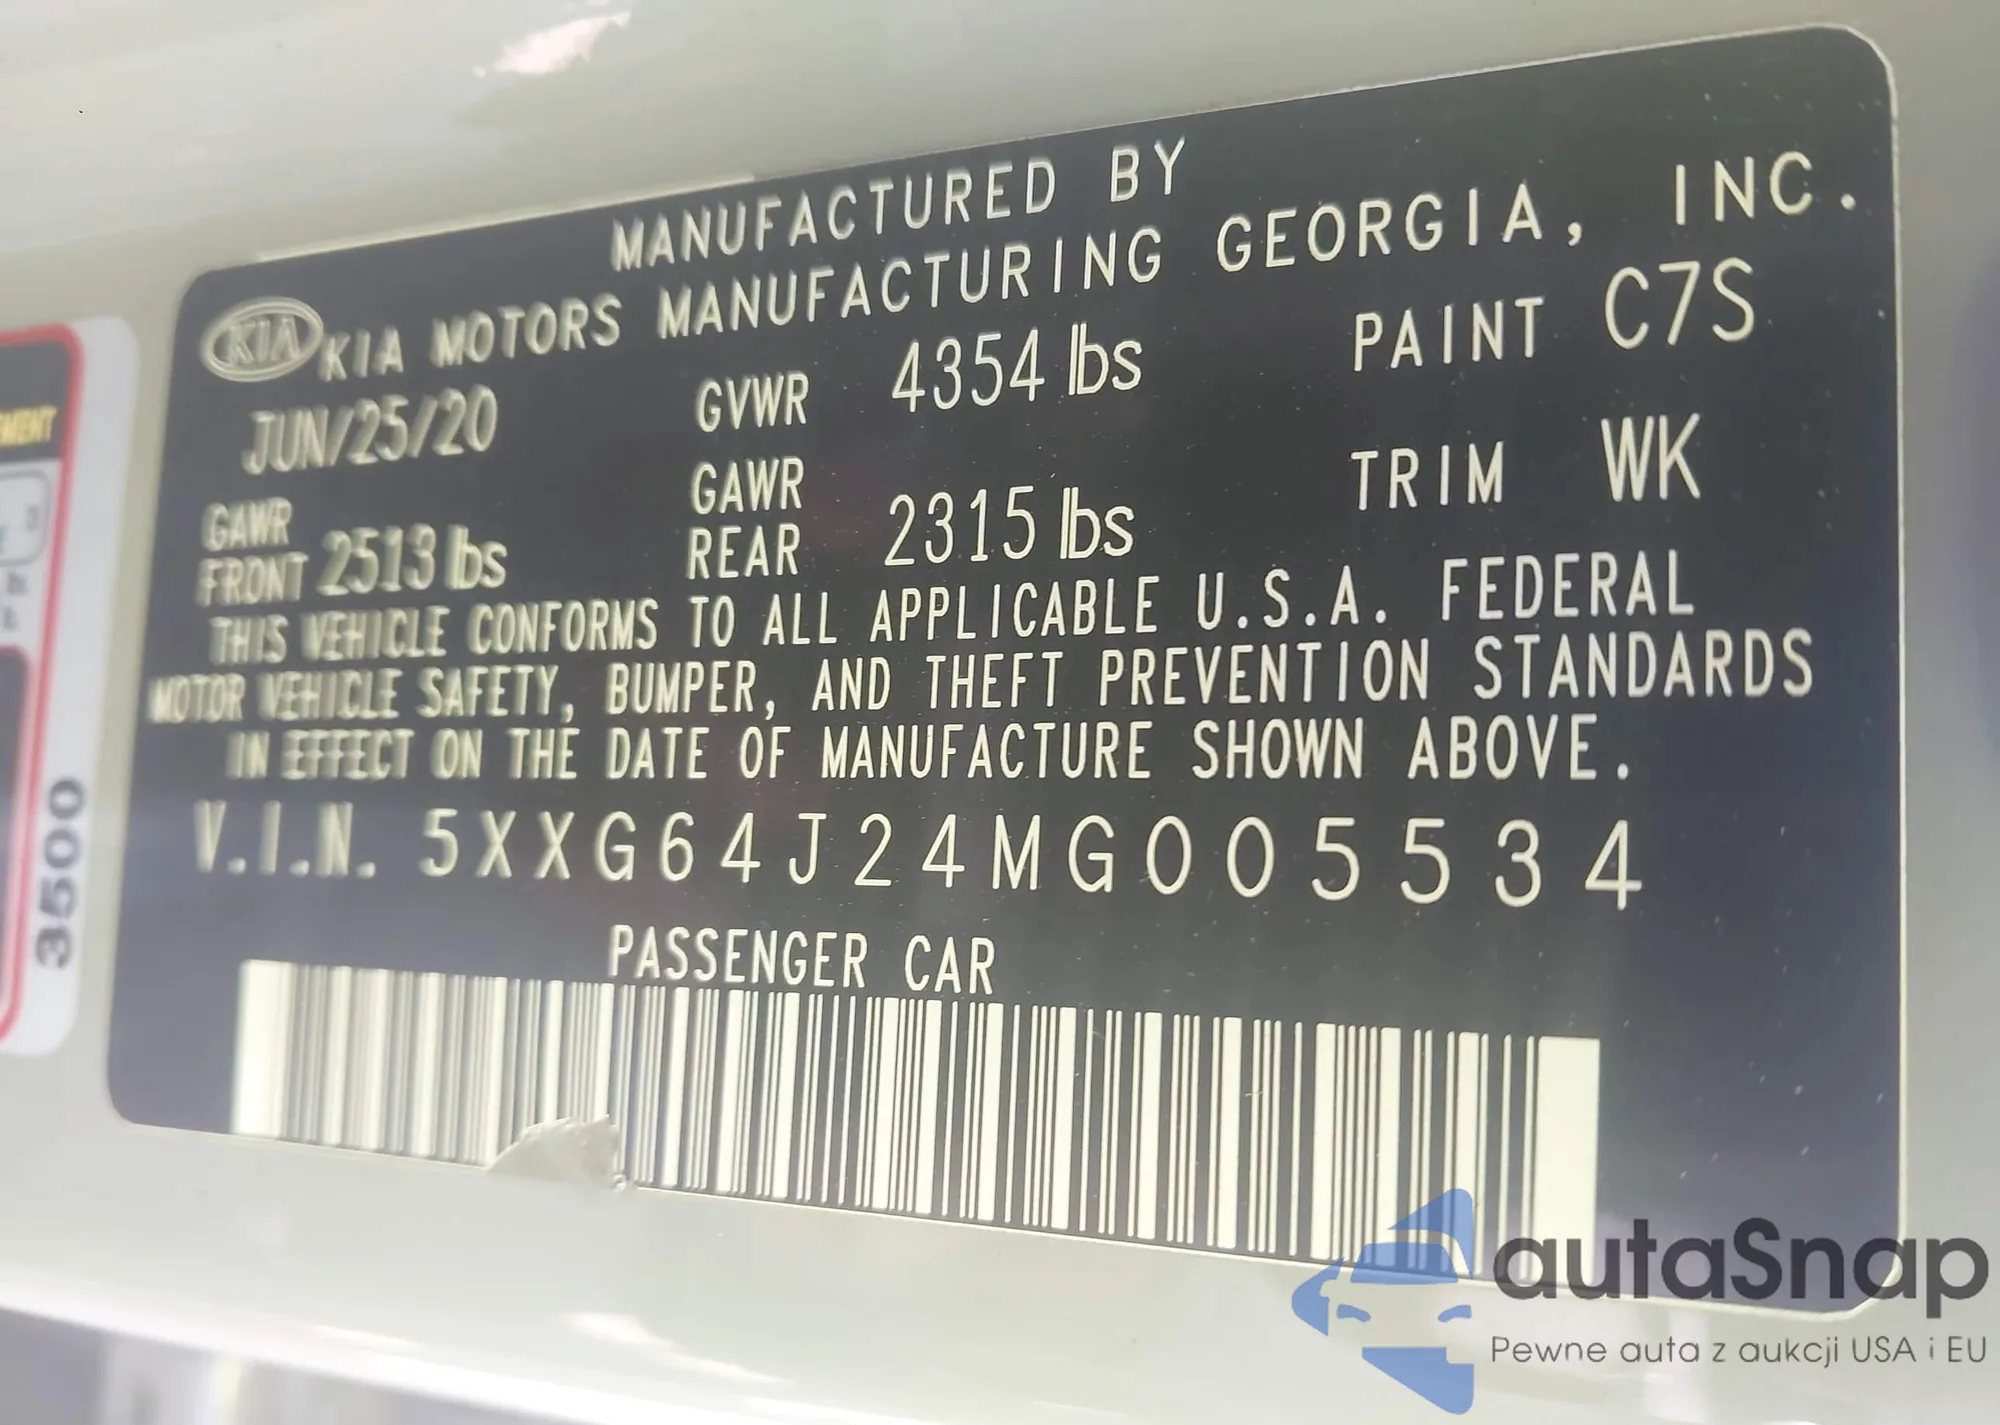 MANUFACTURED BY
KIA KIA MOTORS MANUFACTURING GEORGIA, INC.
JUN/25/20 GVWR 4354 lbs PAINT C7S
GAWR FRONT 2513 lbs GAWR REAR 2315 lbs TRIM WK
THIS VEHICLE CONFORMS TO ALL APPLICABLE U.S.A. FEDERAL
MOTOR VEHICLE SAFETY, BUMPER, AND THEFT PREVENTION STANDARDS
IN EFFECT ON THE DATE OF MANUFACTURE SHOWN ABOVE.
V.I.N. 5XXG64J24MG005534
PASSENGER CAR
3500
autaSnap
Pewne auta z aukcji USA i EU